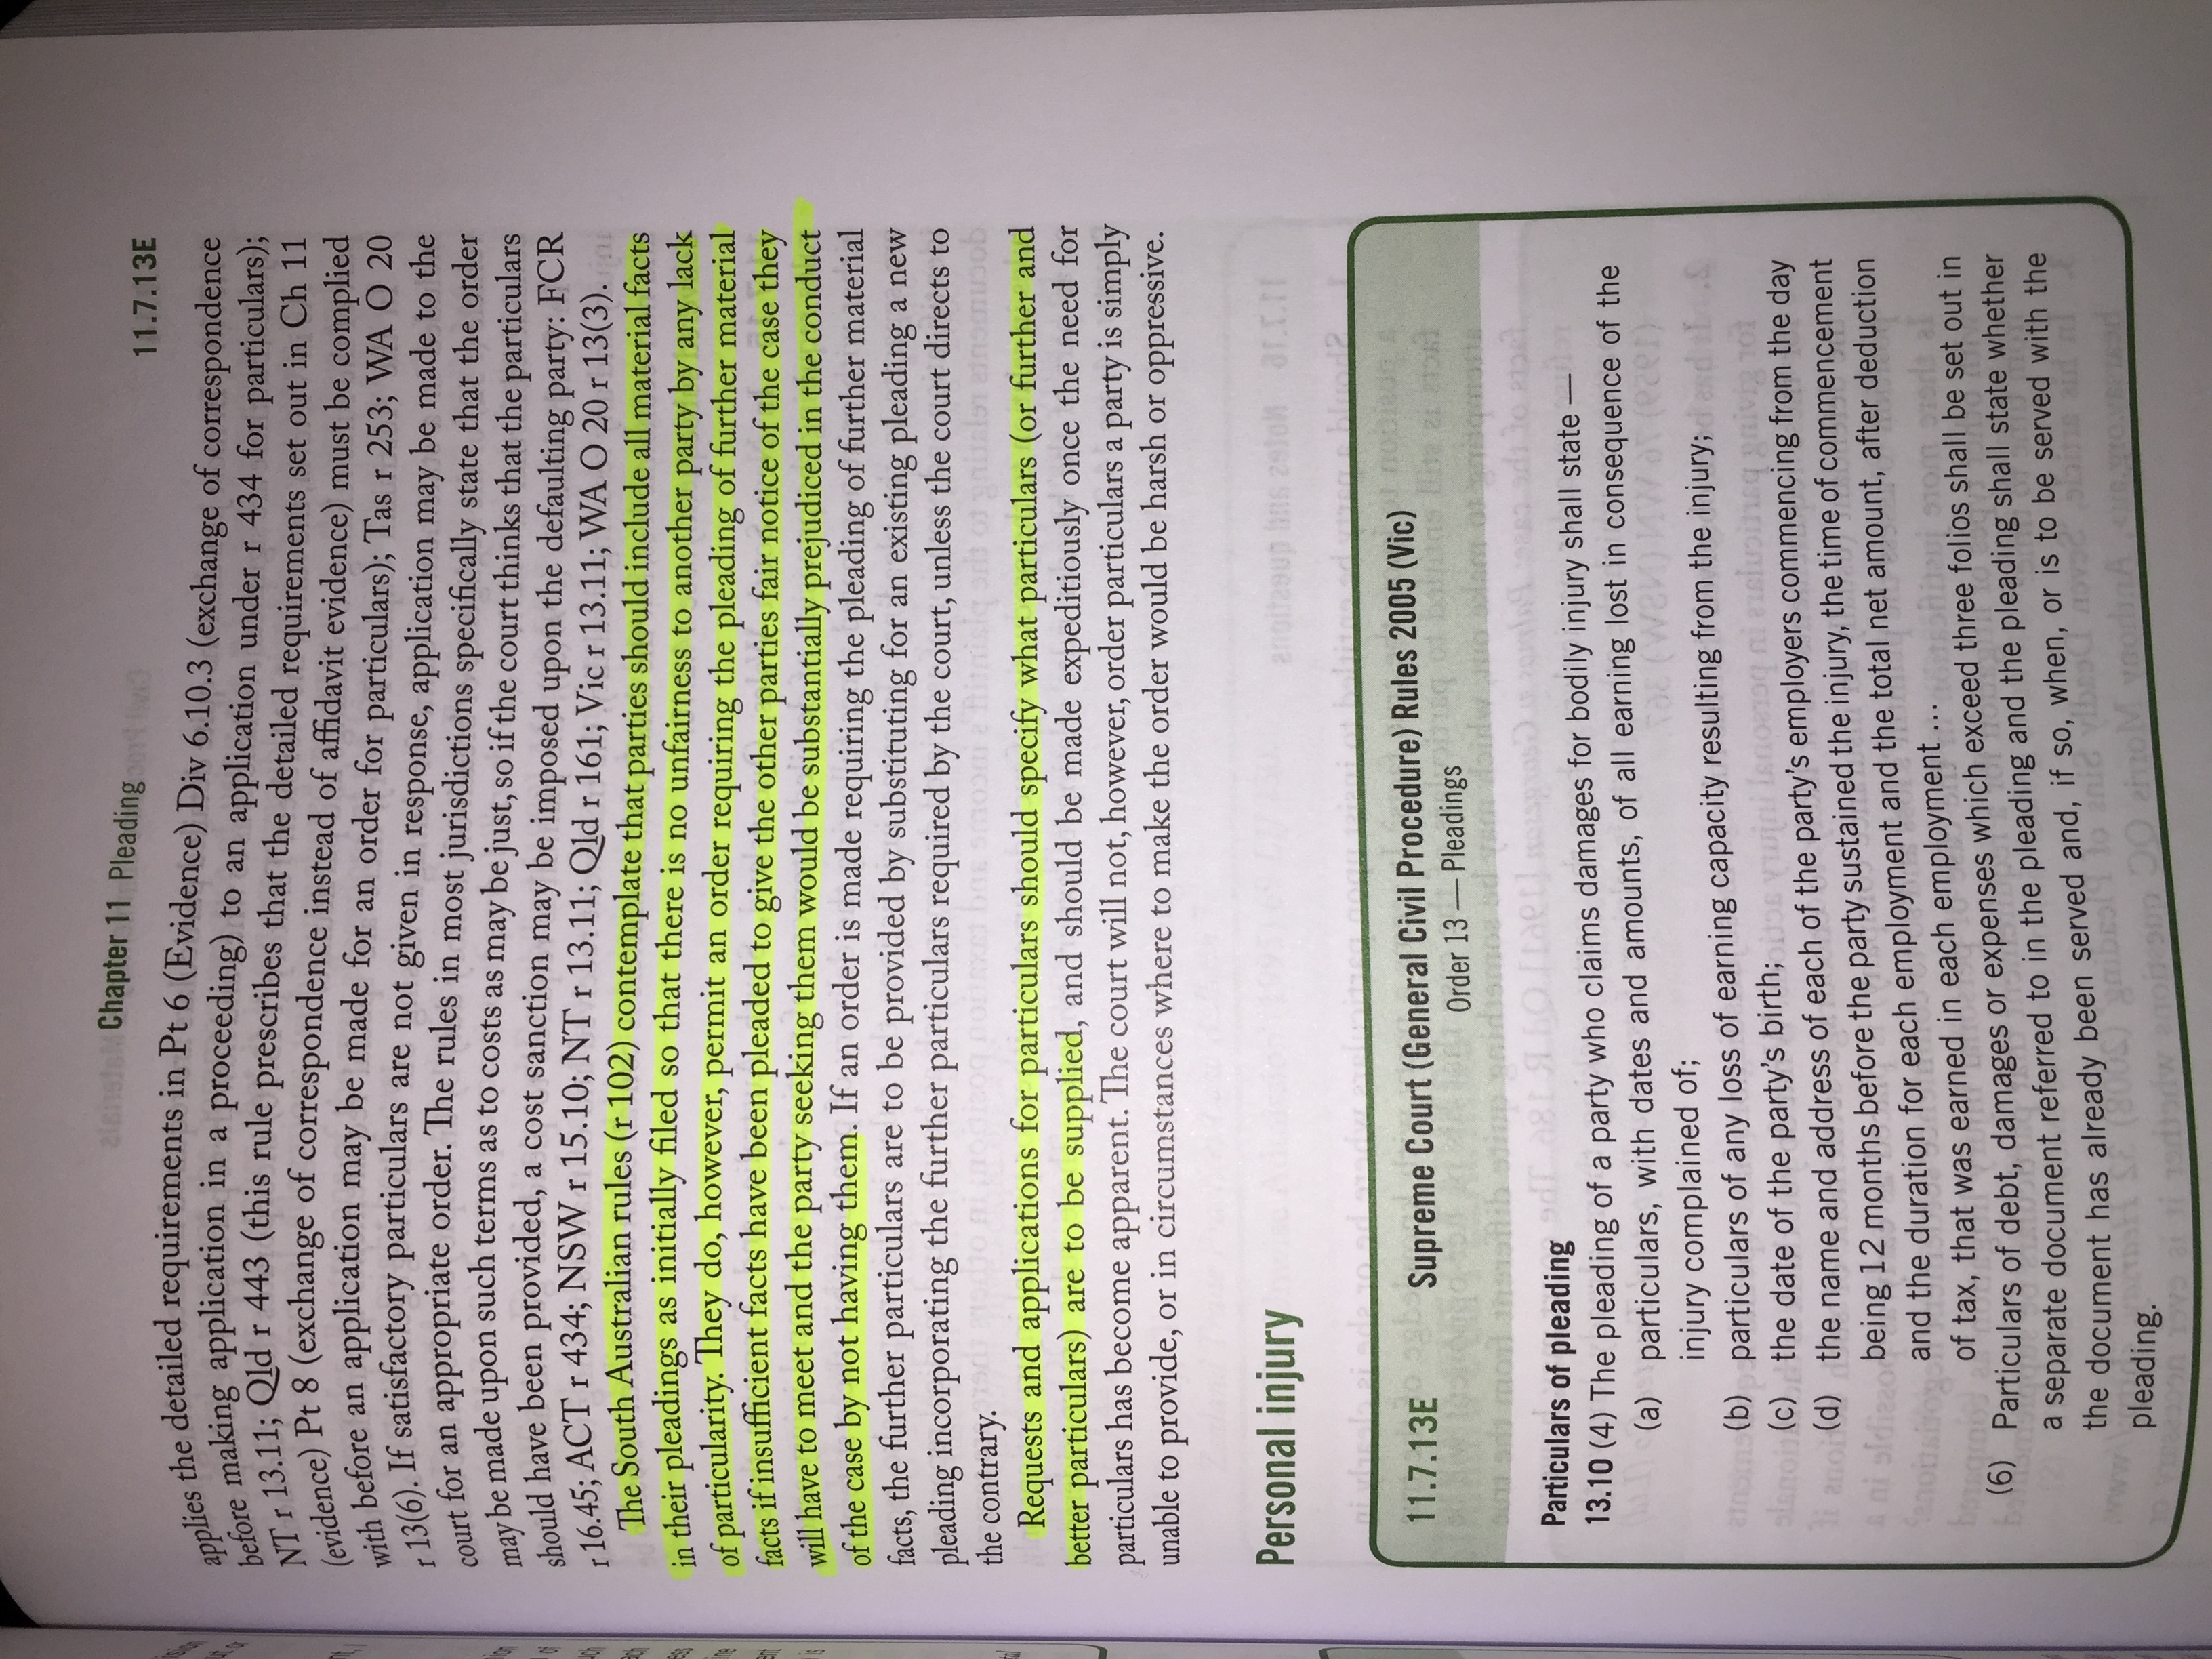 Chapter 11 Pleading
11.7.13E
applies the detailed requirements in Pt 6 (Evidence) Div 6.10.3 (exchange of correspondence
before making application in a proceeding) to an application under r 434 for particulars);
NT r 13.11; Qld r 443 (this rule prescribes that the detailed requirements set out in Ch 11
(evidence) Pt 8 (exchange of correspondence instead of affidavit evidence) must be complied
with before an application may be made for an order for particulars); Tas r 253; WA O 20
r 13(6). If satisfactory particulars are not given in response, application may be made to the
court for an appropriate order. The rules in most jurisdictions specifically state that the order
may be made upon such terms as to costs as may be just, so if the court thinks that the particulars
should have been provided, a cost sanction may be imposed upon the defaulting party: FCR
r 16.45; ACT r 434; NSW r 15.10; NT r 13.11; Qld r 161; Vic r 13.11; WA O 20 r 13(3).
The South Australian rules (r 102) contemplate that parties should include all material facts
in their pleadings as initially filed so that there is no unfairness to another party by any lack
of particularity. They do, however, permit an order requiring the pleading of further material
facts if insufficient facts have been pleaded to give the other parties fair notice of the case they
will have to meet and the party seeking them would be substantially prejudiced in the conduct
of the case by not having them. If an order is made requiring the pleading of further material
facts, the further particulars are to be provided by substituting for an existing pleading a new
pleading incorporating the further particulars required by the court, unless the court directs to
the contrary.
Requests and applications for particulars should specify what particulars (or further and
better particulars) are to be supplied, and should be made expeditiously once the need for
particulars has become apparent. The court will not, however, order particulars a party is simply
unable to provide, or in circumstances where to make the order would be harsh or oppressive.
Personal injury
11.7.13E Supreme Court (General Civil Procedure) Rules 2005 (Vic)
Order 13 — Pleadings
Particulars of pleading
13.10 (4) The pleading of a party who claims damages for bodily injury shall state —
(a) particulars, with dates and amounts, of all earning lost in consequence of the
injury complained of;
(b) particulars of any loss of earning capacity resulting from the injury;
(c) the date of the party's birth;
(d) the name and address of each of the party's employers commencing from the day
being 12 months before the party sustained the injury, the time of commencement
and the duration for each employment and the total net amount, after deduction
of tax, that was earned in each employment ...
(6) Particulars of debt, damages or expenses which exceed three folios shall be set out in
a separate document referred to in the pleading and the pleading shall state whether
the document has already been served and, if so, when, or is to be served with the
pleading.